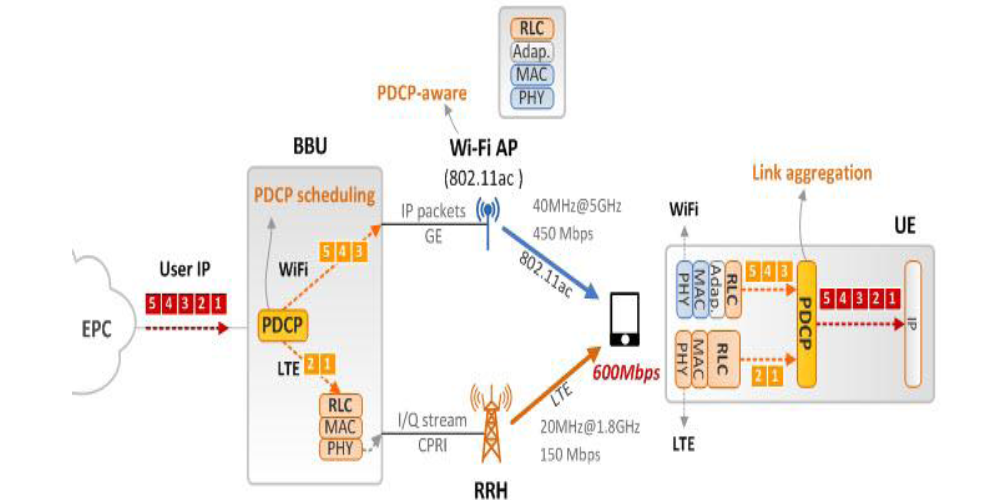 RLC
Adap.
MAC
PHY
PDCP-aware
BBU
Wi-Fi AP
(802.11ac )
Link aggregation
PDCP scheduling
IP packets
GE
40MHz@5GHz
450 Mbps
WiFi
UE
User IP
5 4 3 2 1
WiFi
5 4 3
802.11ac
PHY
MAC
Adap.
RLC
5 4 3
PDCP
5 4 3 2 1
IP
EPC
PDCP
LTE
2 1
600Mbps
PHY
MAC
RLC
2 1
RLC
MAC
PHY
I/Q stream
CPRI
LTE
20MHz@1.8GHz
150 Mbps
LTE
RRH